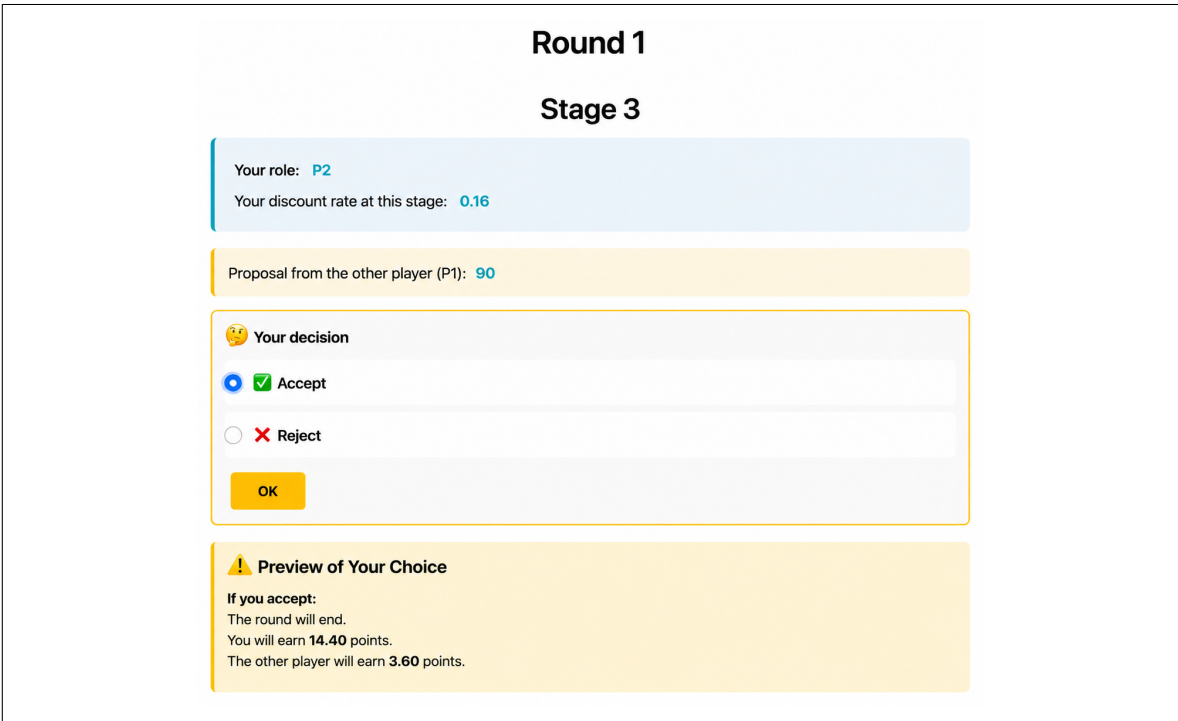 Round 1
Stage 3
Your role: P2
Your discount rate at this stage: 0.16
Proposal from the other player (P1): 90
Your decision
Accept
Reject
OK
Preview of Your Choice
If you accept:
The round will end.
You will earn 14.40 points.
The other player will earn 3.60 points.